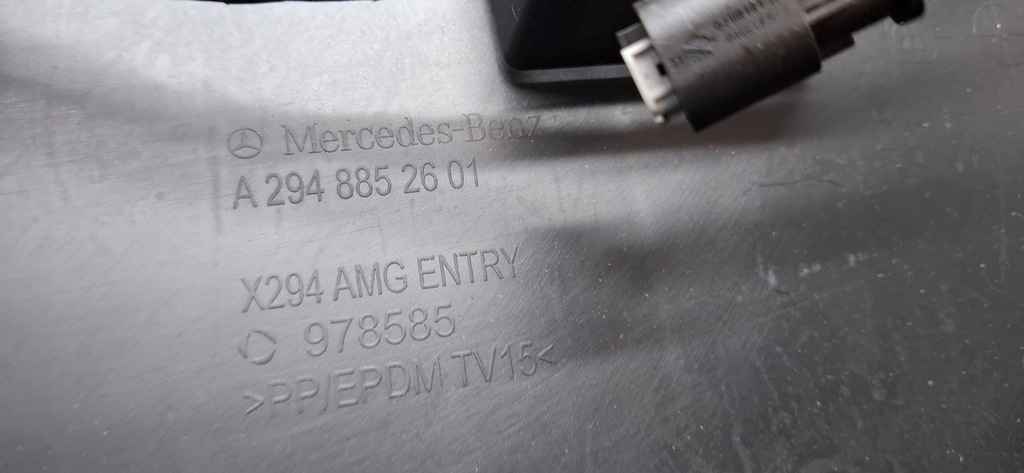 Mercedes-Benz
A 294 885 26 01
X294 AMG ENTRY
978585
>PP/EPDM TV15<